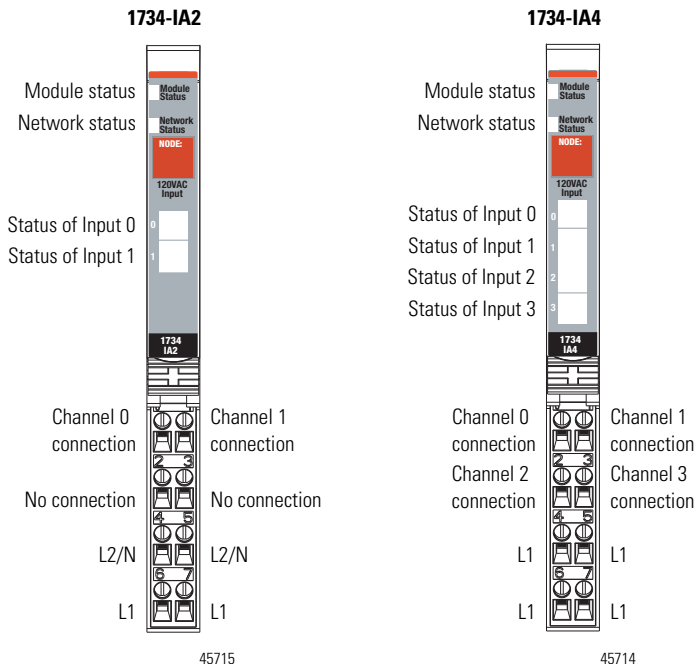 1734-IA2
Module status
Module
Status
Network status
Network
Status
NODE:
120VAC
Input
Status of Input 0
0
Status of Input 1
1
1734
IA2
Channel 0
connection
Channel 1
connection
2 3
No connection
No connection
4 5
L2/N
L2/N
6 7
L1
L1
45715
1734-IA4
Module status
Module
Status
Network status
Network
Status
NODE:
120VAC
Input
Status of Input 0
0
Status of Input 1
1
Status of Input 2
2
Status of Input 3
3
1734
IA4
Channel 0
connection
Channel 1
connection
2 3
Channel 2
connection
Channel 3
connection
4 5
L1
L1
6 7
L1
L1
45714